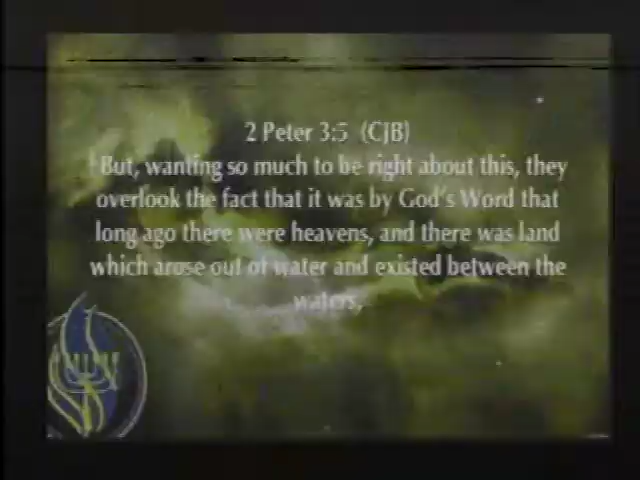 2 Peter 3:5 (CJB)
But, wanting so much to be right about this, they
overlook the fact that it was by God's Word that
long ago there were heavens, and there was land
which arose out of water and existed between the
waters,